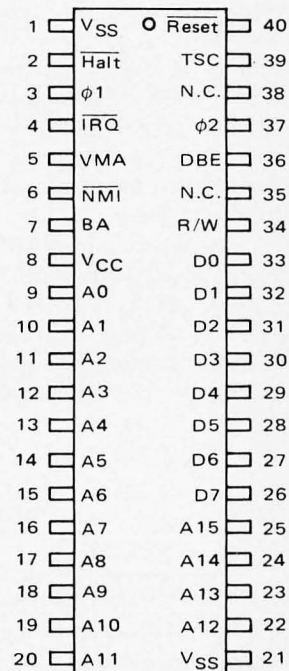 1 V_SS O Reset 40
2 Halt TSC 39
3 φ1 N.C. 38
4 IRQ φ2 37
5 VMA DBE 36
6 NMI N.C. 35
7 BA R/W 34
8 V_CC D0 33
9 A0 D1 32
10 A1 D2 31
11 A2 D3 30
12 A3 D4 29
13 A4 D5 28
14 A5 D6 27
15 A6 D7 26
16 A7 A15 25
17 A8 A14 24
18 A9 A13 23
19 A10 A12 22
20 A11 V_SS 21